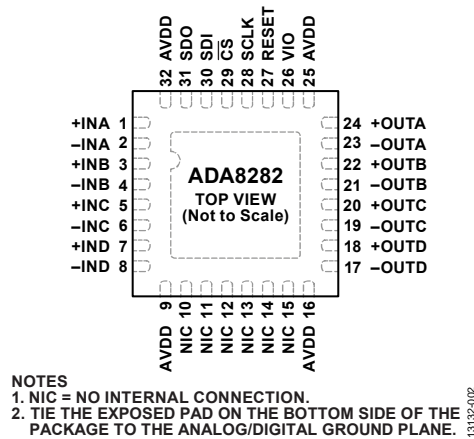 32 AVDD
31 SDO
30 SDI
29 CS
28 SCLK
27 RESET
26 VIO
25 AVDD
+INA 1
–INA 2
+INB 3
–INB 4
+INC 5
–INC 6
+IND 7
–IND 8
ADA8282
TOP VIEW
(Not to Scale)
24 +OUTA
23 –OUTA
22 +OUTB
21 –OUTB
20 +OUTC
19 –OUTC
18 +OUTD
17 –OUTD
AVDD 9
NIC 10
NIC 11
NIC 12
NIC 13
NIC 14
NIC 15
AVDD 16
NOTES
1. NIC = NO INTERNAL CONNECTION.
2. TIE THE EXPOSED PAD ON THE BOTTOM SIDE OF THE
PACKAGE TO THE ANALOG/DIGITAL GROUND PLANE.
13132-002